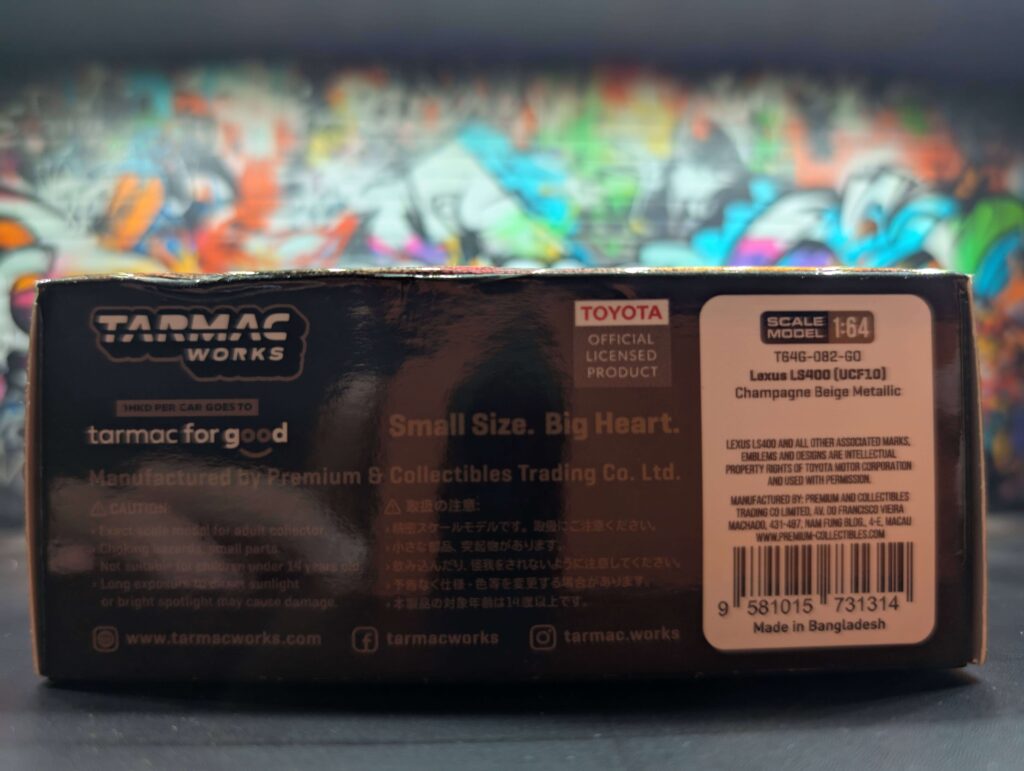 TARMAC
WORKS
1HKD PER CAR GOES TO
tarmac for good
TOYOTA
OFFICIAL
LICENSED
PRODUCT
Small Size. Big Heart.
Manufactured by Premium & Collectibles Trading Co. Ltd.
CAUTION:
Exact scale model for adult collector.
Choking hazards, small parts.
Not suitable for children under 14 years old.
Long exposure to direct sunlight
or bright spotlight may cause damage.
取扱の注意:
精密スケールモデルです。取扱にご注意ください。
小さな部品、突起物があります。
飲み込んだり、怪我をされないように注意してください。
予告なく仕様・色等を変更する場合があります。
本製品の対象年齢は14歳以上です。
www.tarmacworks.com
tarmacworks
tarmac.works
SCALE
MODEL 1:64
T64G-082-GO
Lexus LS400 (UCF10)
Champagne Beige Metallic
LEXUS LS400 AND ALL OTHER ASSOCIATED MARKS,
EMBLEMS AND DESIGNS ARE INTELLECTUAL
PROPERTY RIGHTS OF TOYOTA MOTOR CORPORATION
AND USED WITH PERMISSION.
MANUFACTURED BY: PREMIUM AND COLLECTIBLES
TRADING CO LIMITED, AV. DO FRANCISCO VIEIRA
MACHADO, 431-487, NAM FUNG BLDG., 4-E, MACAU
WWW.PREMIUM-COLLECTIBLES.COM
9 581015 731314
Made in Bangladesh